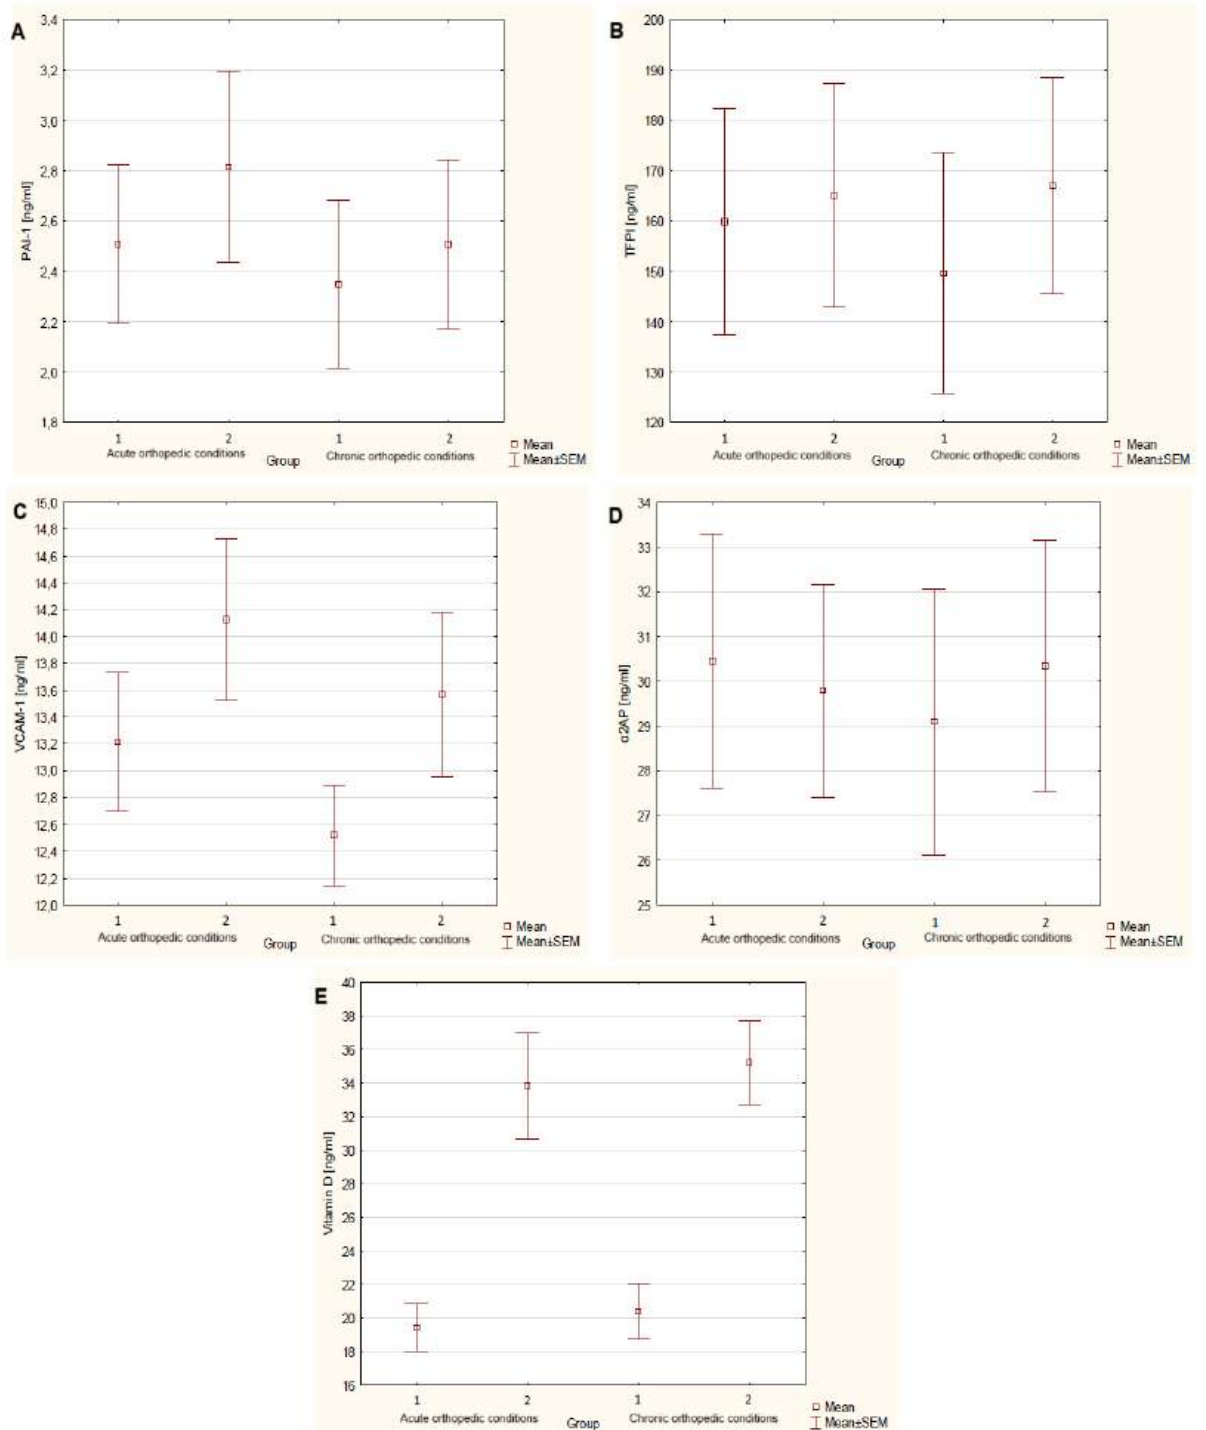 A
3,4
3,2
3,0
2,8
2,6
2,4
2,2
2,0
1,8
PAI-1 [ng/ml]
1 2 1 2
Acute orthopedic conditions Group Chronic orthopedic conditions
Mean
Mean±SEM
B
200
190
180
170
160
150
140
130
120
TFPI [ng/ml]
1 2 1 2
Acute orthopedic conditions Group Chronic orthopedic conditions
Mean
Mean±SEM
C
15,0
14,8
14,6
14,4
14,2
14,0
13,8
13,6
13,4
13,2
13,0
12,8
12,6
12,4
12,2
12,0
VCAM-1 [ng/ml]
1 2 1 2
Acute orthopedic conditions Group Chronic orthopedic conditions
Mean
Mean±SEM
D
34
33
32
31
30
29
28
27
26
25
α2AP [ng/ml]
1 2 1 2
Acute orthopedic conditions Group Chronic orthopedic conditions
Mean
Mean±SEM
E
40
38
36
34
32
30
28
26
24
22
20
18
16
Vitamin D [ng/ml]
1 2 1 2
Acute orthopedic conditions Group Chronic orthopedic conditions
Mean
Mean±SEM